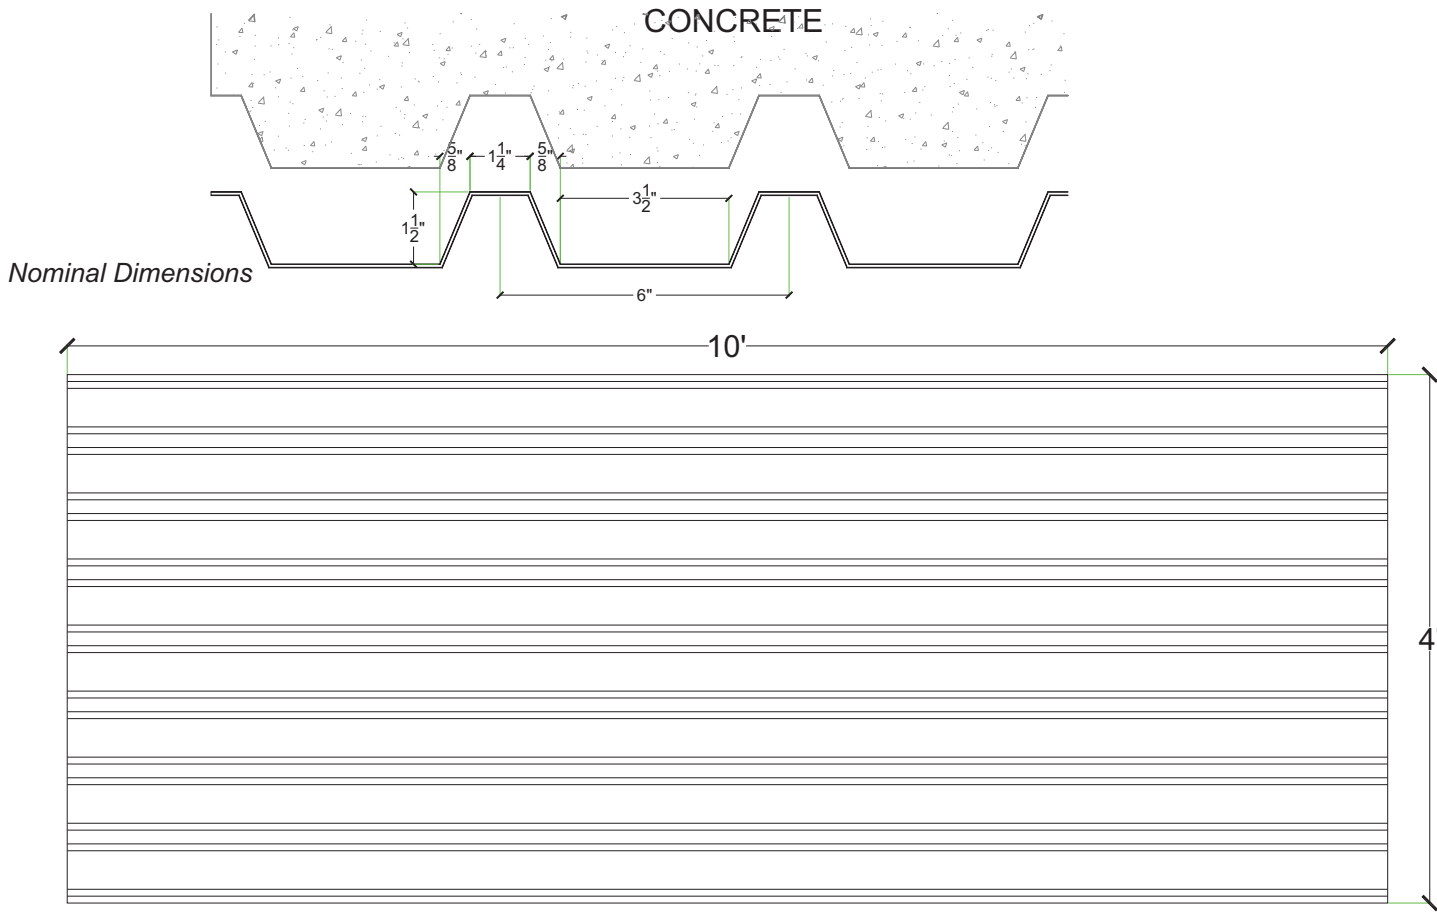 CONCRETE
5/8" 1 1/4" 5/8"
3 1/2"
1 1/2"
Nominal Dimensions
6"
10'
4'